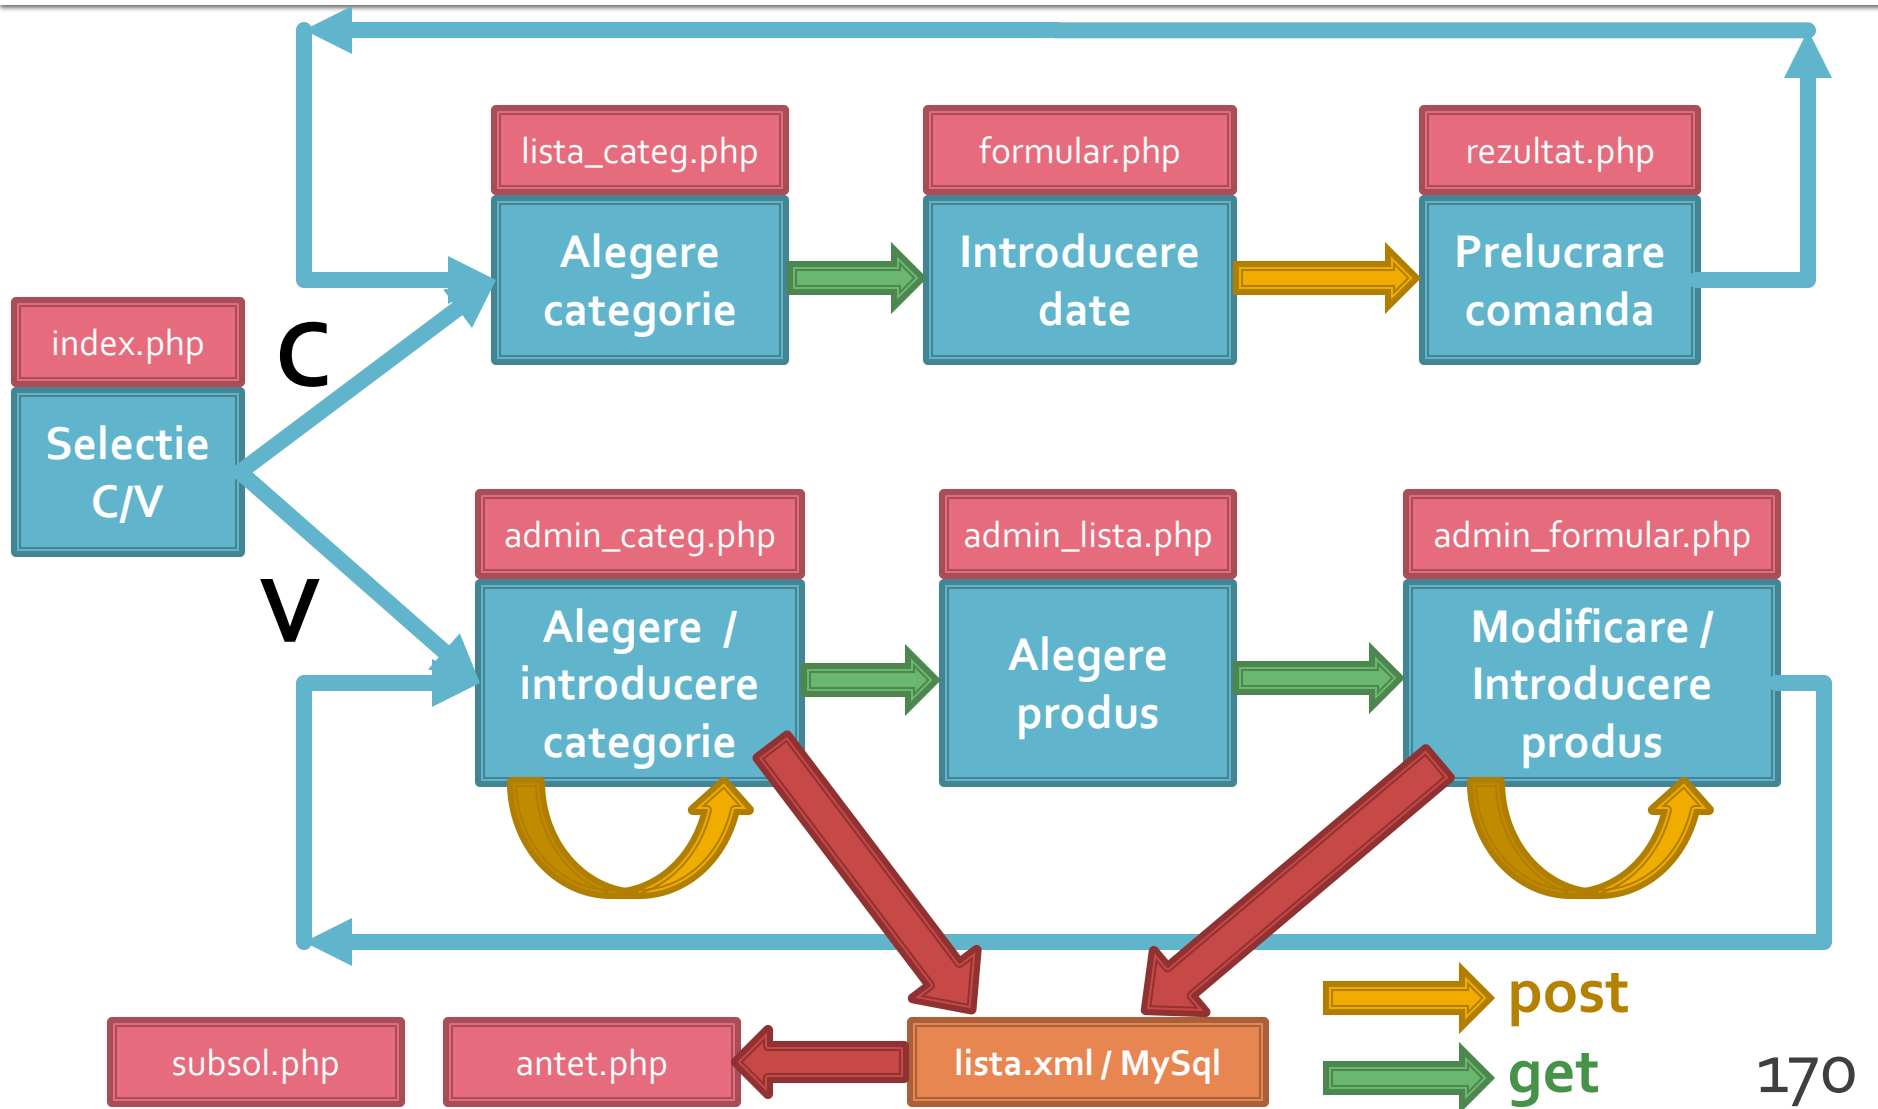 lista_categ.php
formular.php
rezultat.php
Alegere
categorie
Introducere
date
Prelucrare
comanda
index.php
C
Selectie
C/V
V
admin_categ.php
admin_lista.php
admin_formular.php
Alegere /
introducere
categorie
Alegere
produs
Modificare /
Introducere
produs
post
subsol.php
antet.php
lista.xml / MySql
get
170